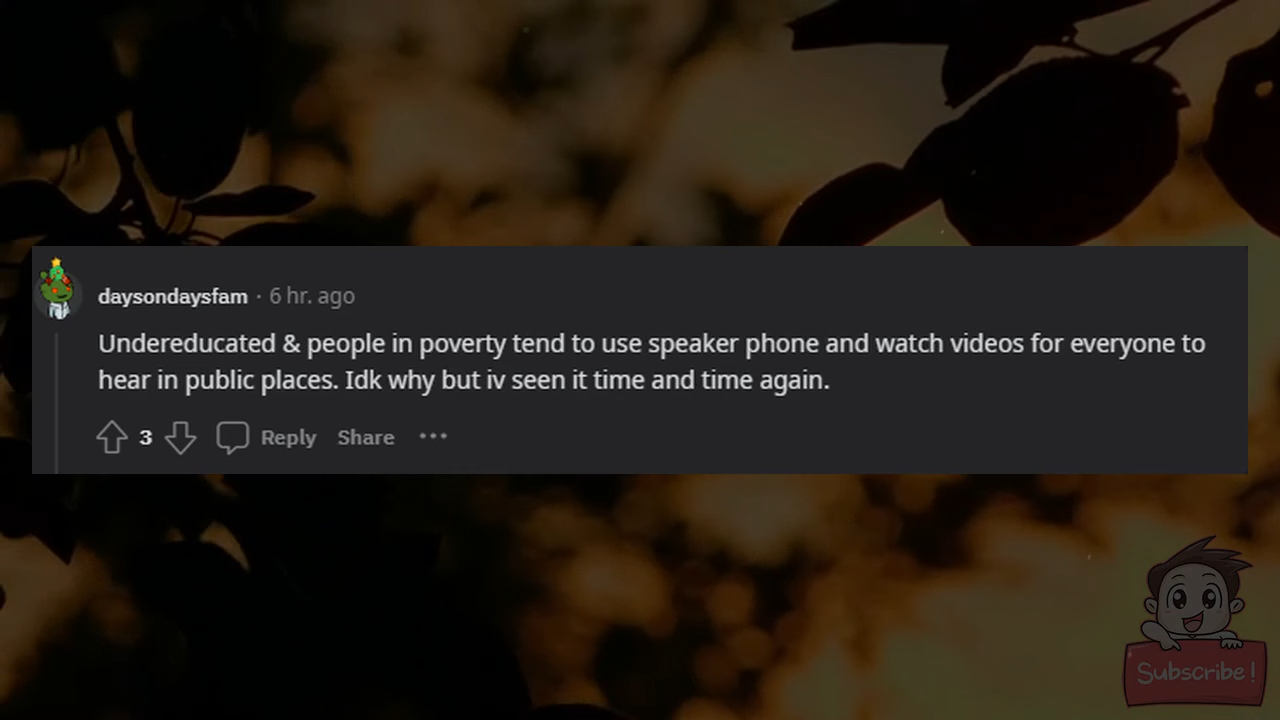 daysondaysfam · 6 hr. ago
Undereducated & people in poverty tend to use speaker phone and watch videos for everyone to
hear in public places. Idk why but iv seen it time and time again.
3 Reply Share ···
Subscribe!